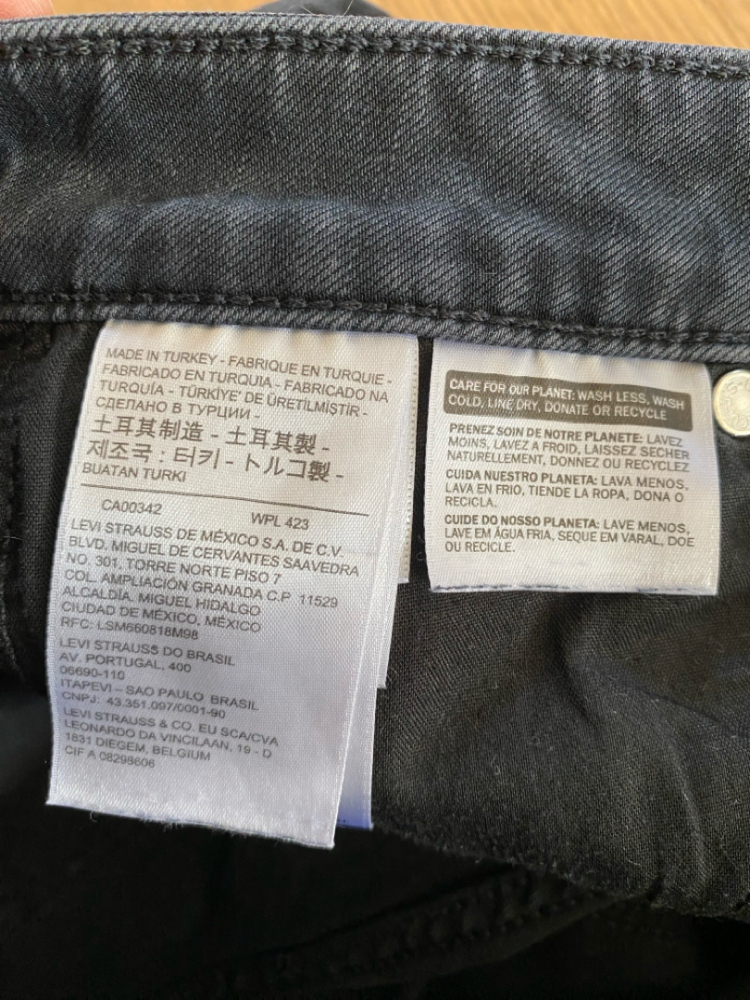 MADE IN TURKEY - FABRIQUE EN TURQUIE -
FABRICADO EN TURQUIA - FABRICADO NA
TURQUÍA - TÜRKİYE' DE ÜRETİLMİŞTİR -
СДЕЛАНО В ТУРЦИИ -
土耳其制造 - 土耳其製 -
제조국 : 터키 - トルコ製 -
BUATAN TURKI
CA00342 WPL 423
LEVI STRAUSS DE MÉXICO S.A. DE C.V.
BLVD. MIGUEL DE CERVANTES SAAVEDRA
NO. 301, TORRE NORTE PISO 7
COL. AMPLIACIÓN GRANADA C.P 11529
ALCALDÍA. MIGUEL HIDALGO
CIUDAD DE MÉXICO, MÉXICO
RFC: LSM660818M98
LEVI STRAUSS DO BRASIL
AV. PORTUGAL, 400
06690-110
ITAPEVI – SAO PAULO BRASIL
CNPJ: 43.351.097/0001-90
LEVI STRAUSS & CO. EU SCA/CVA
LEONARDO DA VINCILAAN, 19 - D
1831 DIEGEM, BELGIUM
CIF A 08298606
CARE FOR OUR PLANET: WASH LESS, WASH
COLD, LINE DRY, DONATE OR RECYCLE
PRENEZ SOIN DE NOTRE PLANETE: LAVEZ
MOINS, LAVEZ A FROID, LAISSEZ SECHER
NATURELLEMENT, DONNEZ OU RECYCLEZ
CUIDA NUESTRO PLANETA: LAVA MENOS,
LAVA EN FRIO, TIENDE LA ROPA, DONA O
RECICLA.
CUIDE DO NOSSO PLANETA: LAVE MENOS,
LAVE EM ÁGUA FRIA, SEQUE EM VARAL, DOE
OU RECICLE.